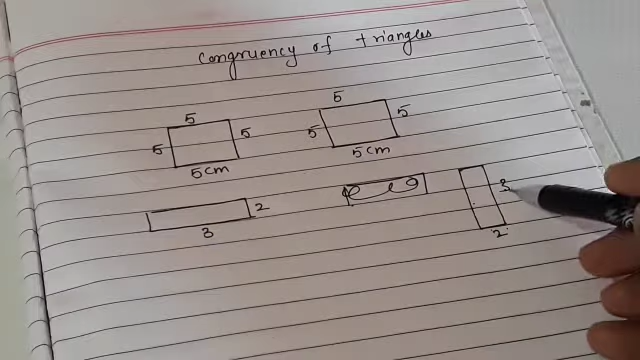 Congruency of triangles
5 5
5 5 5 5
5cm 5cm
2 3
3 2